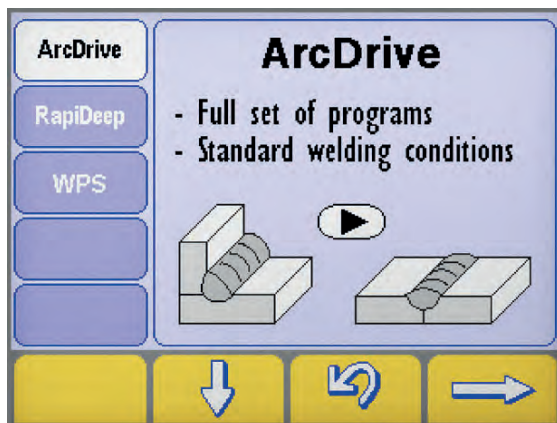 ArcDrive
RapiDeep
WPS
ArcDrive
- Full set of programs
- Standard welding conditions